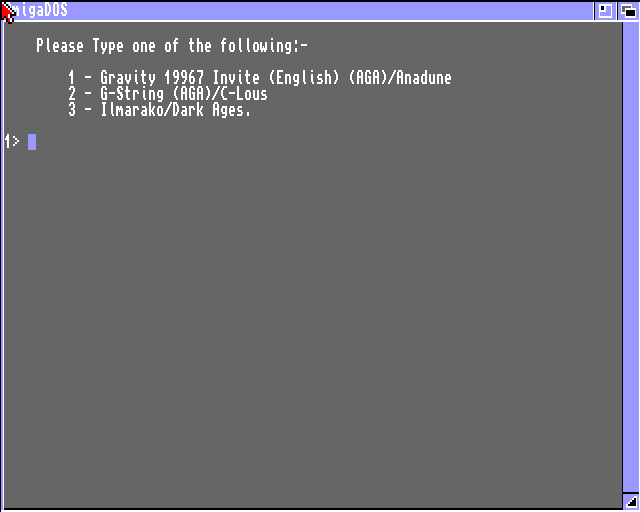 migaDOS
Please Type one of the following:-
1 - Gravity 19967 Invite (English) (AGA)/Anadune
2 - G-String (AGA)/C-Lous
3 - Ilmarako/Dark Ages.
1>